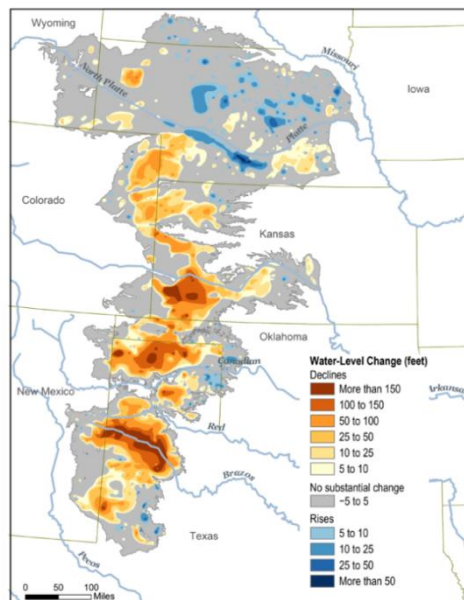 Wyoming
Missouri
North Platte
Iowa
Platte
Colorado
Kansas
Oklahoma
Canadian
New Mexico
Arkansas
Red
Brazos
Texas
Pecos
Water-Level Change (feet)
Declines
More than 150
100 to 150
50 to 100
25 to 50
10 to 25
5 to 10
No substantial change
−5 to 5
Rises
5 to 10
10 to 25
25 to 50
More than 50
0 50 100
Miles